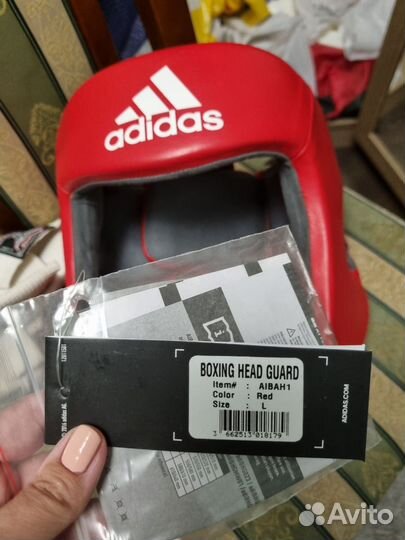 adidas
BOXING HEAD GUARD
Item# : AIBAH1
Color : Red
Size : L
3 662513 018179
ADIDAS.COM
Avito